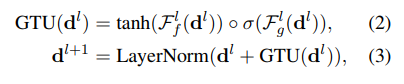 GTU(d^l) = tanh(ℱ_f^l(d^l)) ∘ σ(ℱ_g^l(d^l)), (2)
d^{l+1} = LayerNorm(d^l + GTU(d^l)), (3)